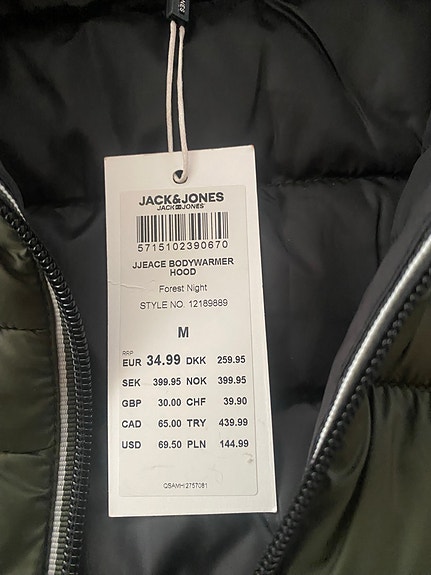 JACK&JONES
JACK JONES
5715102390670
JJEACE BODYWARMER
HOOD
Forest Night
STYLE NO. 12189889
M
RRP
EUR 34.99 DKK 259.95
SEK 399.95 NOK 399.95
GBP 30.00 CHF 39.90
CAD 65.00 TRY 439.99
USD 69.50 PLN 144.99
QSAMH12757081